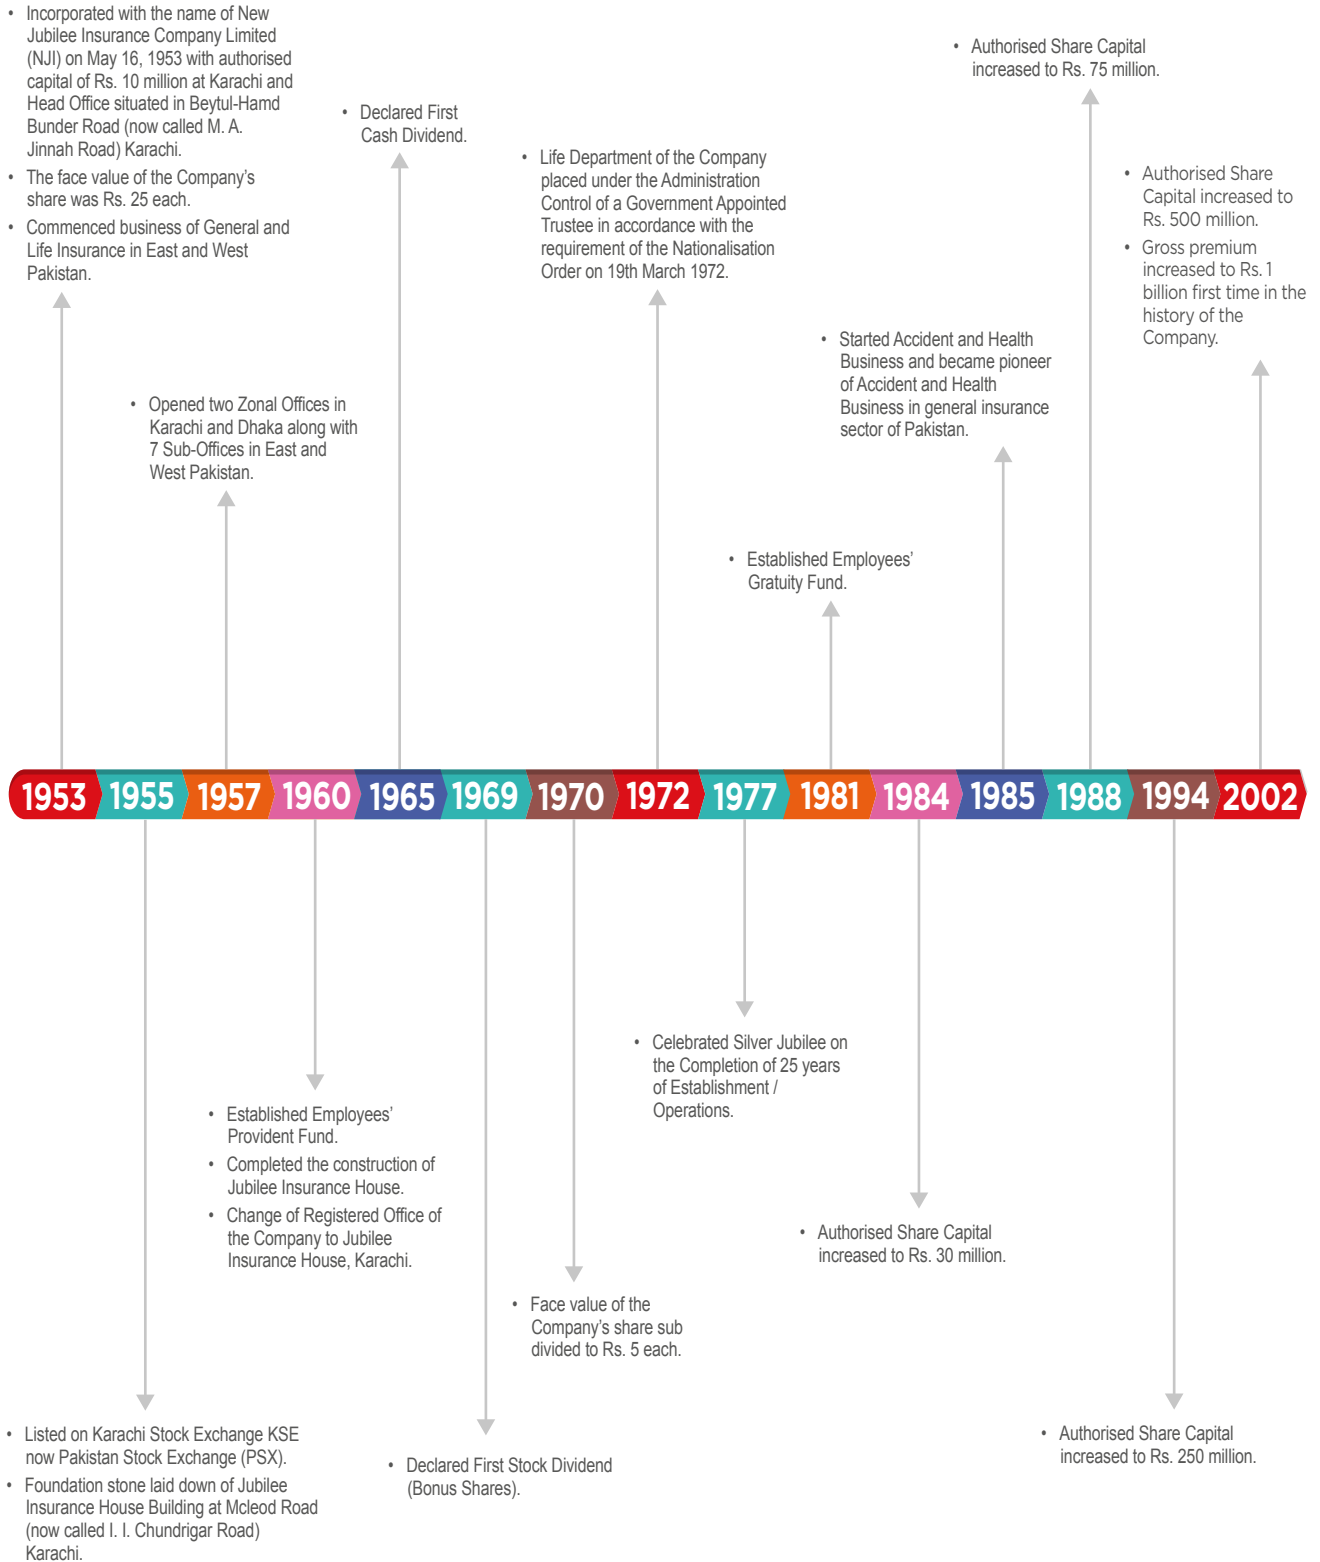 • Incorporated with the name of New
Jubilee Insurance Company Limited
(NJI) on May 16, 1953 with authorised
capital of Rs. 10 million at Karachi and
Head Office situated in Beytul-Hamd
Bunder Road (now called M. A.
Jinnah Road) Karachi.
• The face value of the Company's
share was Rs. 25 each.
• Commenced business of General and
Life Insurance in East and West
Pakistan.
• Opened two Zonal Offices in
Karachi and Dhaka along with
7 Sub-Offices in East and
West Pakistan.
• Declared First
Cash Dividend.
• Life Department of the Company
placed under the Administration
Control of a Government Appointed
Trustee in accordance with the
requirement of the Nationalisation
Order on 19th March 1972.
• Established Employees'
Gratuity Fund.
• Started Accident and Health
Business and became pioneer
of Accident and Health
Business in general insurance
sector of Pakistan.
• Authorised Share Capital
increased to Rs. 75 million.
• Authorised Share
Capital increased to
Rs. 500 million.
• Gross premium
increased to Rs. 1
billion first time in the
history of the
Company.
1953 1955 1957 1960 1965 1969 1970 1972 1977 1981 1984 1985 1988 1994 2002
• Listed on Karachi Stock Exchange KSE
now Pakistan Stock Exchange (PSX).
• Foundation stone laid down of Jubilee
Insurance House Building at Mcleod Road
(now called I. I. Chundrigar Road)
Karachi.
• Established Employees'
Provident Fund.
• Completed the construction of
Jubilee Insurance House.
• Change of Registered Office of
the Company to Jubilee
Insurance House, Karachi.
• Declared First Stock Dividend
(Bonus Shares).
• Face value of the
Company's share sub
divided to Rs. 5 each.
• Celebrated Silver Jubilee on
the Completion of 25 years
of Establishment /
Operations.
• Authorised Share Capital
increased to Rs. 30 million.
• Authorised Share Capital
increased to Rs. 250 million.